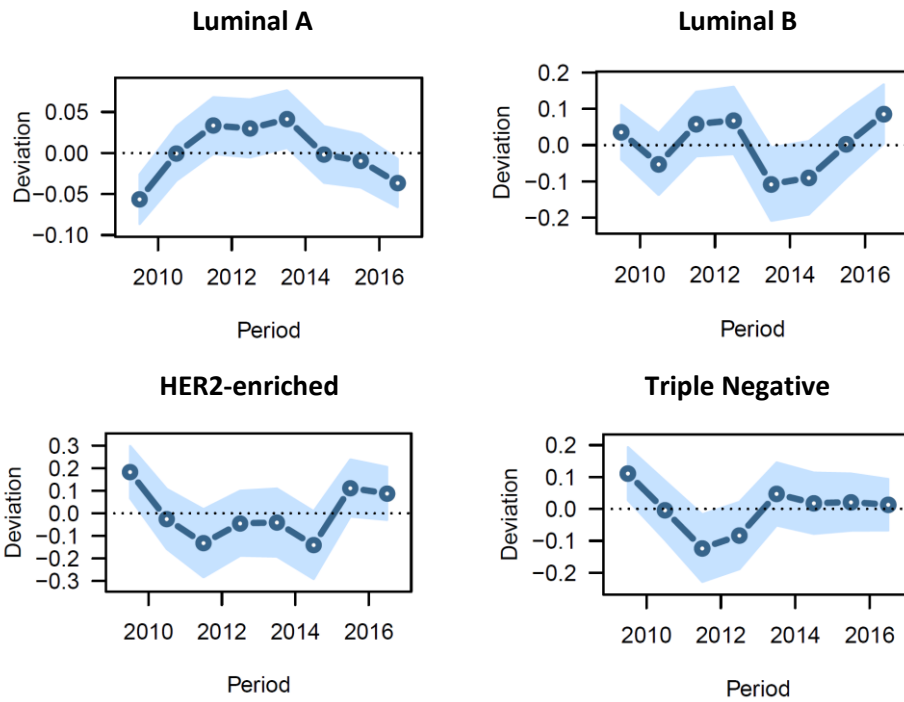 Luminal A
Deviation
0.05
0.00
−0.05
−0.10
2010 2012 2014 2016
Period
Luminal B
Deviation
0.2
0.1
0.0
−0.1
−0.2
2010 2012 2014 2016
Period
HER2-enriched
Deviation
0.3
0.2
0.1
0.0
−0.1
−0.2
−0.3
2010 2012 2014 2016
Period
Triple Negative
Deviation
0.2
0.1
0.0
−0.1
−0.2
2010 2012 2014 2016
Period